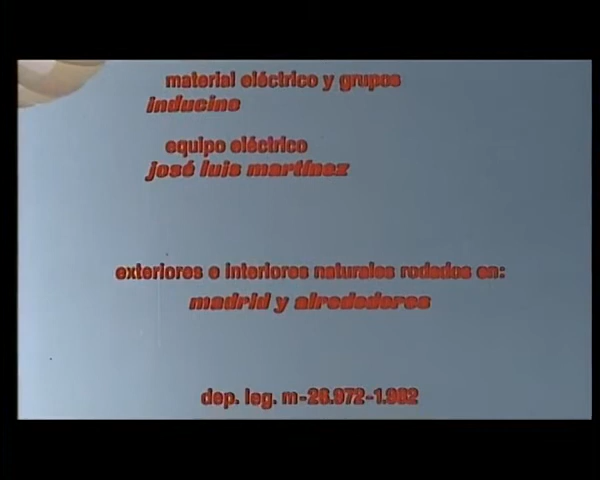 material eléctrico y grupos
inducine
equipo eléctrico
josé luis martínez
exteriores e interiores naturales rodados en:
madrid y alrededores
dep. leg. m-26.972-1.982